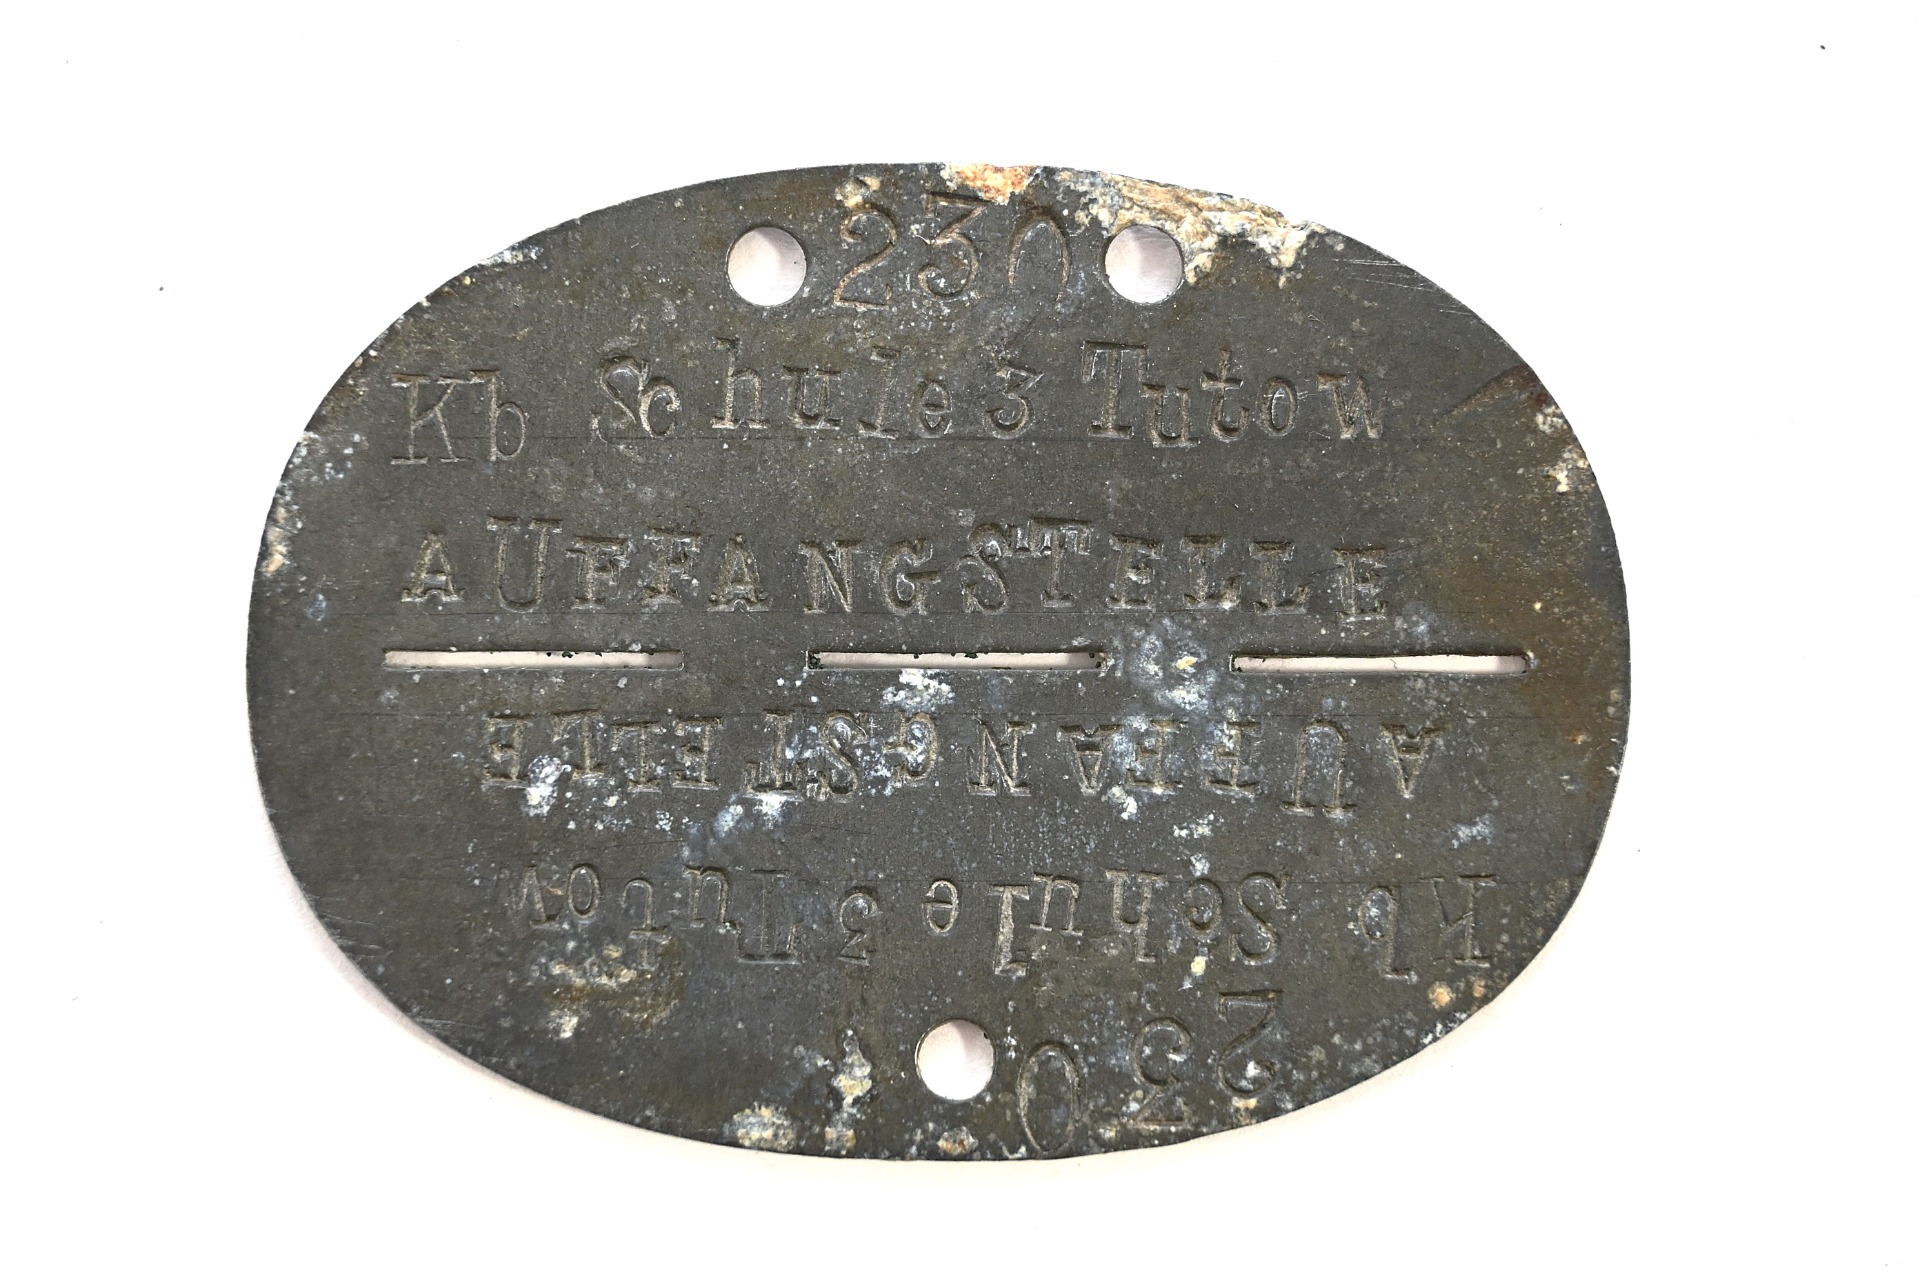 230
Kb Schule 3 Tutow
AUFFANGSTELLE
AUFFANGSTELLE
Kb Schule 3 Tutow
230